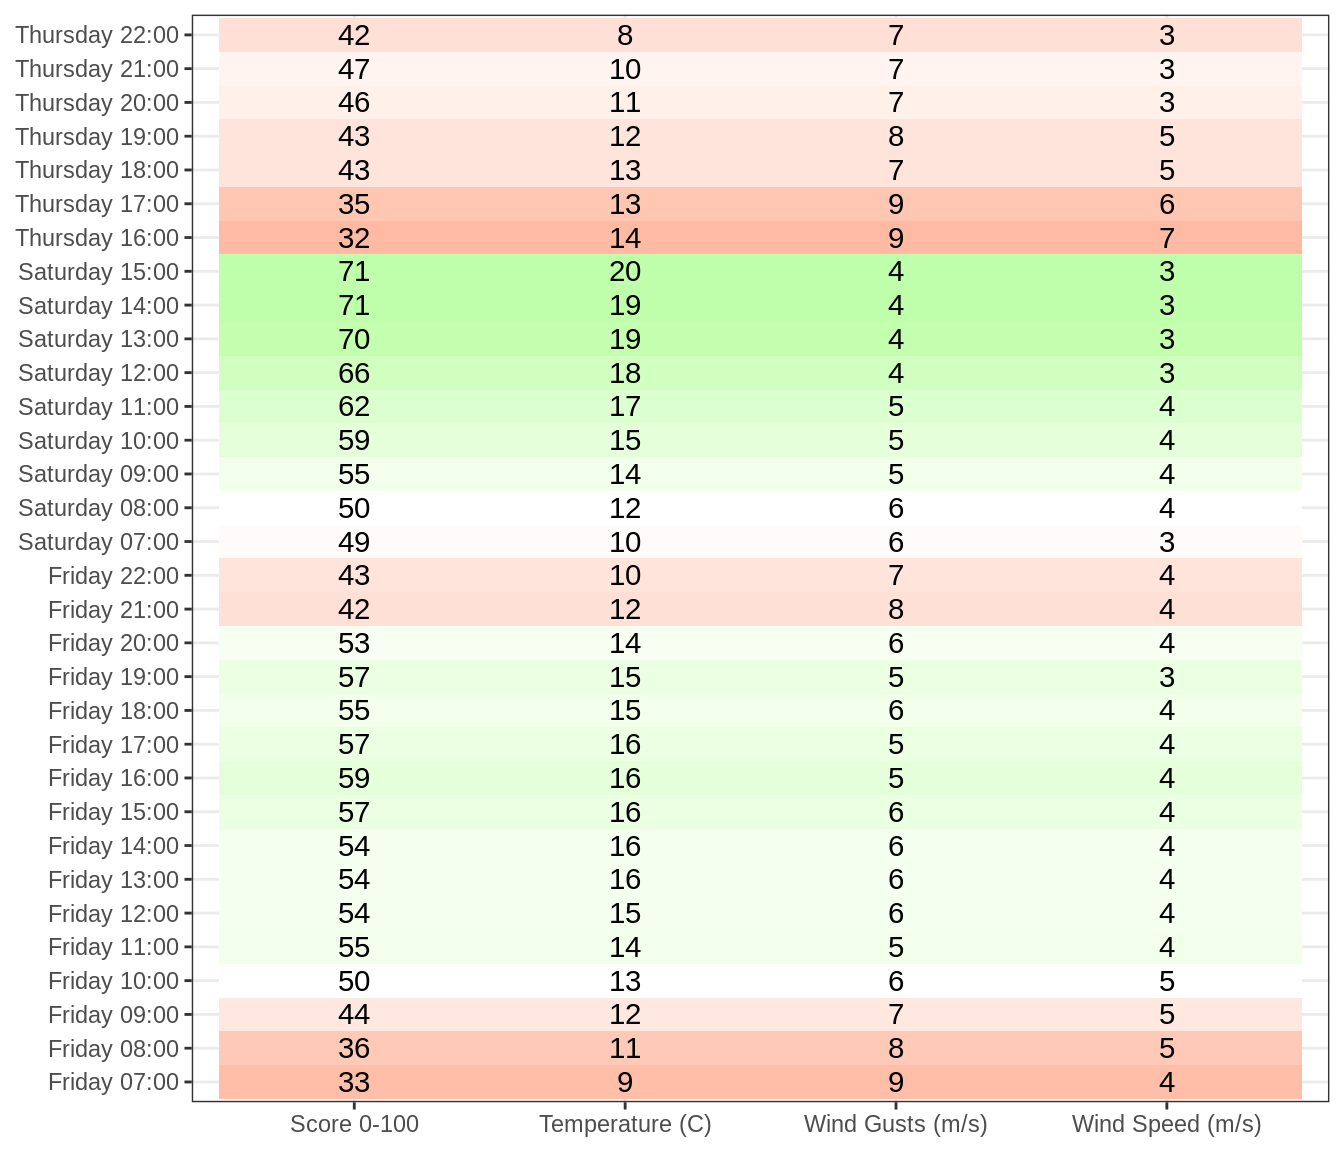 Thursday 22:00 42 8 7 3
Thursday 21:00 47 10 7 3
Thursday 20:00 46 11 7 3
Thursday 19:00 43 12 8 5
Thursday 18:00 43 13 7 5
Thursday 17:00 35 13 9 6
Thursday 16:00 32 14 9 7
Saturday 15:00 71 20 4 3
Saturday 14:00 71 19 4 3
Saturday 13:00 70 19 4 3
Saturday 12:00 66 18 4 3
Saturday 11:00 62 17 5 4
Saturday 10:00 59 15 5 4
Saturday 09:00 55 14 5 4
Saturday 08:00 50 12 6 4
Saturday 07:00 49 10 6 3
Friday 22:00 43 10 7 4
Friday 21:00 42 12 8 4
Friday 20:00 53 14 6 4
Friday 19:00 57 15 5 3
Friday 18:00 55 15 6 4
Friday 17:00 57 16 5 4
Friday 16:00 59 16 5 4
Friday 15:00 57 16 6 4
Friday 14:00 54 16 6 4
Friday 13:00 54 16 6 4
Friday 12:00 54 15 6 4
Friday 11:00 55 14 5 4
Friday 10:00 50 13 6 5
Friday 09:00 44 12 7 5
Friday 08:00 36 11 8 5
Friday 07:00 33 9 9 4
Score 0-100 Temperature (C) Wind Gusts (m/s) Wind Speed (m/s)